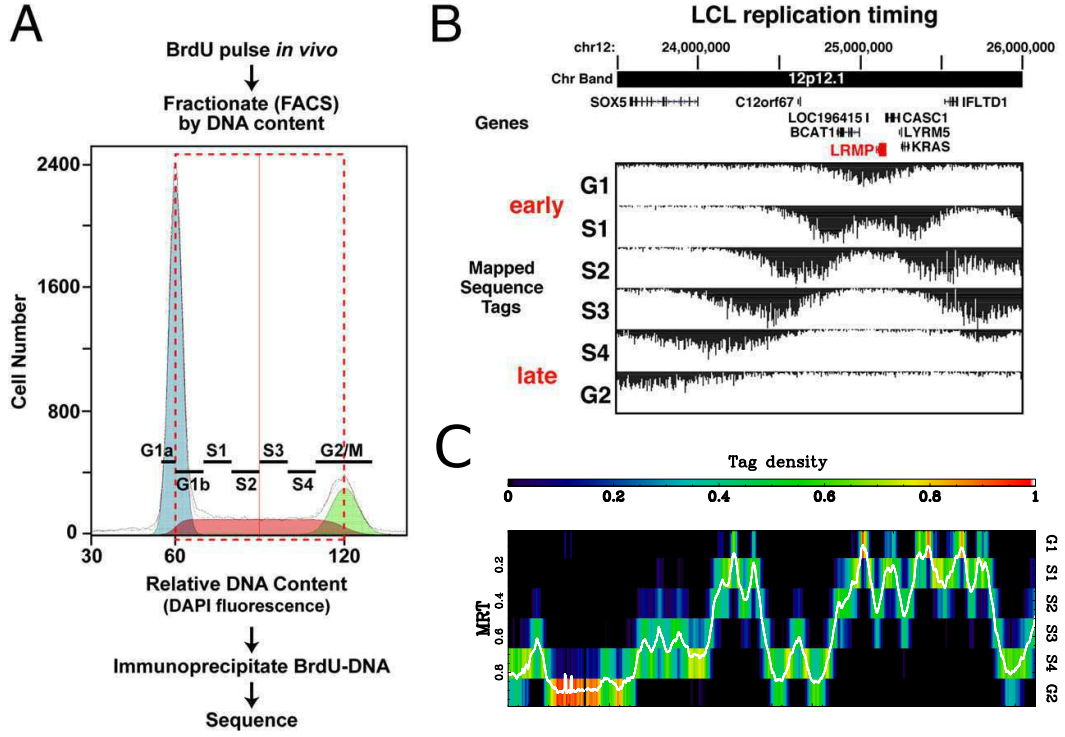 A
BrdU pulse in vivo
Fractionate (FACS)
by DNA content
2400
1600
800
0
Cell Number
G1a
S1
S3
G2/M
G1b
S2
S4
30
60
120
Relative DNA Content
(DAPI fluorescence)
Immunoprecipitate BrdU-DNA
Sequence
B
LCL replication timing
chr12:
24,000,000
25,000,000
26,000,000
Chr Band
12p12.1
Genes
SOX5
C12orf67
IFLTD1
LOC196415
CASC1
BCAT1
LYRM5
LRMP
KRAS
early
Mapped
Sequence
Tags
late
G1
S1
S2
S3
S4
G2
C
Tag density
0
0.2
0.4
0.6
0.8
1
MRT
0.2
0.4
0.6
0.8
G1
S1
S2
S3
S4
G2